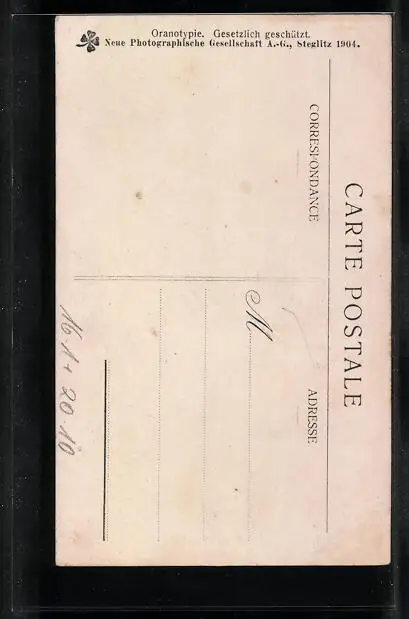 Oranotypie. Gesetzlich geschützt.
Neue Photographische Gesellschaft A.-G., Steglitz 1904.
CARTE POSTALE
CORRESPONDANCE
ADRESSE
M